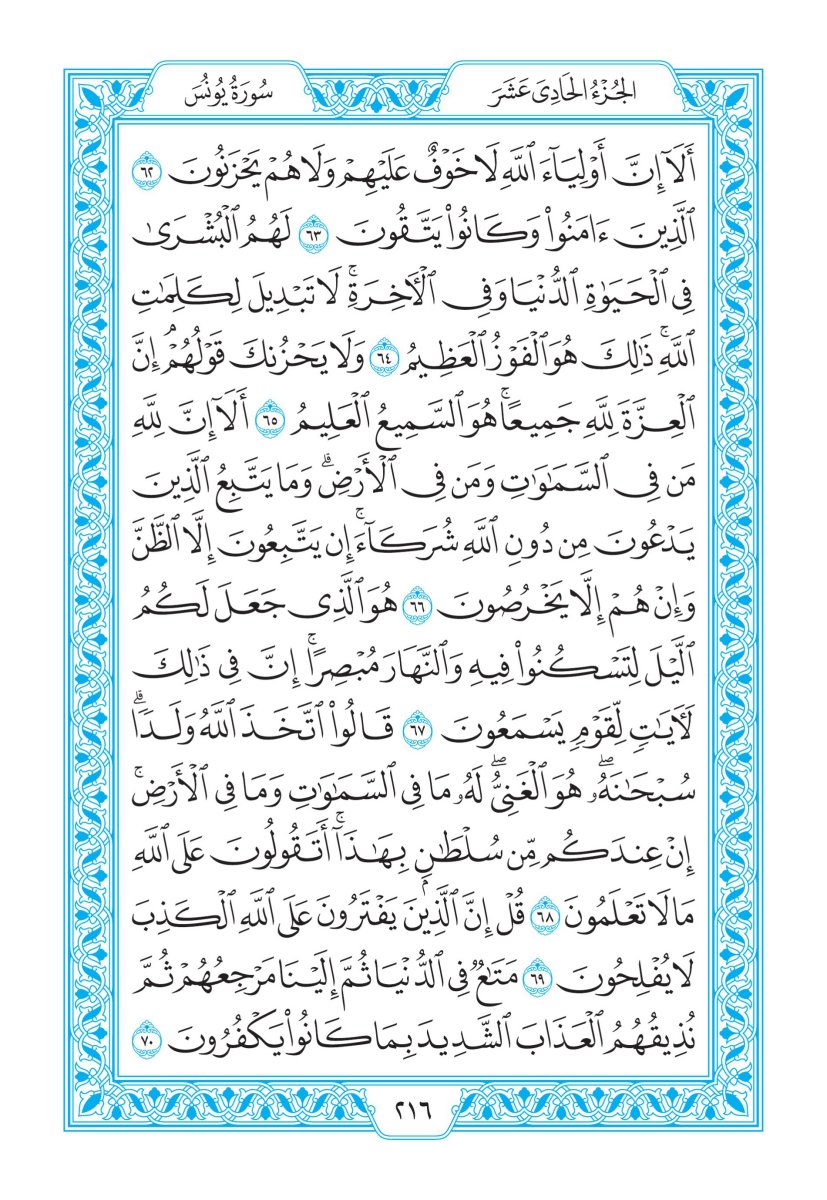 الجُزْءُ الحَادِى عَشَرَ
سُورَةُ يُونُسَ
أَلَآ إِنَّ أَوْلِيَآءَ ٱللَّهِ لَا خَوْفٌ عَلَيْهِمْ وَلَا هُمْ يَحْزَنُونَ ٦٢
ٱلَّذِينَ ءَامَنُوا۟ وَكَانُوا۟ يَتَّقُونَ ٦٣ لَهُمُ ٱلْبُشْرَىٰ
فِى ٱلْحَيَوٰةِ ٱلدُّنْيَا وَفِى ٱلْءَاخِرَةِ ۚ لَا تَبْدِيلَ لِكَلِمَٰتِ
ٱللَّهِ ۚ ذَٰلِكَ هُوَ ٱلْفَوْزُ ٱلْعَظِيمُ ٦٤ وَلَا يَحْزُنكَ قَوْلُهُمْ ۘ إِنَّ
ٱلْعِزَّةَ لِلَّهِ جَمِيعًا ۚ هُوَ ٱلسَّمِيعُ ٱلْعَلِيمُ ٦٥ أَلَآ إِنَّ لِلَّهِ
مَن فِى ٱلسَّمَٰوَٰتِ وَمَن فِى ٱلْأَرْضِ ۗ وَمَا يَتَّبِعُ ٱلَّذِينَ
يَدْعُونَ مِن دُونِ ٱللَّهِ شُرَكَآءَ ۚ إِن يَتَّبِعُونَ إِلَّا ٱلظَّنَّ
وَإِنْ هُمْ إِلَّا يَخْرُصُونَ ٦٦ هُوَ ٱلَّذِى جَعَلَ لَكُمُ
ٱلَّيْلَ لِتَسْكُنُوا۟ فِيهِ وَٱلنَّهَارَ مُبْصِرًا ۚ إِنَّ فِى ذَٰلِكَ
لَءَايَٰتٍ لِّقَوْمٍ يَسْمَعُونَ ٦٧ قَالُوا۟ ٱتَّخَذَ ٱللَّهُ وَلَدًا ۗ
سُبْحَٰنَهُۥ ۖ هُوَ ٱلْغَنِىُّ ۖ لَهُۥ مَا فِى ٱلسَّمَٰوَٰتِ وَمَا فِى ٱلْأَرْضِ ۚ
إِنْ عِندَكُم مِّن سُلْطَٰنٍۭ بِهَٰذَآ ۚ أَتَقُولُونَ عَلَى ٱللَّهِ
مَا لَا تَعْلَمُونَ ٦٨ قُلْ إِنَّ ٱلَّذِينَ يَفْتَرُونَ عَلَى ٱللَّهِ ٱلْكَذِبَ
لَا يُفْلِحُونَ ٦٩ مَتَٰعٌ فِى ٱلدُّنْيَا ثُمَّ إِلَيْنَا مَرْجِعُهُمْ ثُمَّ
نُذِيقُهُمُ ٱلْعَذَابَ ٱلشَّدِيدَ بِمَا كَانُوا۟ يَكْفُرُونَ ٧٠
٢١٦